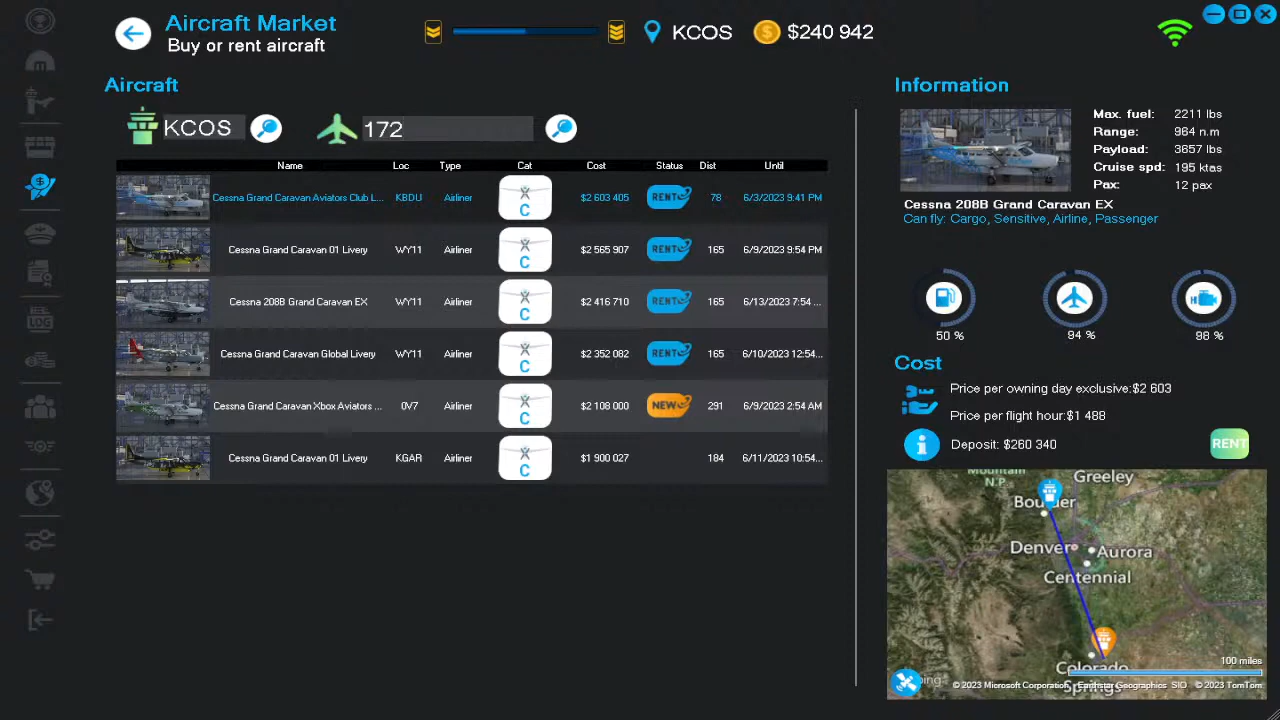 Aircraft Market
Buy or rent aircraft
KCOS
$240 942
Aircraft
KCOS
172
Name Loc Type Cat Cost Status Dist Until
Cessna Grand Caravan Aviators Club L... KBDU Airliner C $2 603 405 RENT 78 6/3/2023 9:41 PM
Cessna Grand Caravan 01 Livery WY11 Airliner C $2 565 907 RENT 165 6/9/2023 9:54 PM
Cessna 208B Grand Caravan EX WY11 Airliner C $2 416 710 RENT 165 6/13/2023 7:54 ...
Cessna Grand Caravan Global Livery WY11 Airliner C $2 352 082 RENT 165 6/10/2023 12:54...
Cessna Grand Caravan Xbox Aviators ... 0V7 Airliner C $2 108 000 NEW 291 6/9/2023 2:54 AM
Cessna Grand Caravan 01 Livery KGAR Airliner C $1 900 027 184 6/11/2023 10:54...
LOG
Information
Max. fuel: 2211 lbs
Range: 964 n.m
Payload: 3857 lbs
Cruise spd: 195 ktas
Pax: 12 pax
Cessna 208B Grand Caravan EX
Can fly: Cargo, Sensitive, Airline, Passenger
50 %
94 %
98 %
Cost
Price per owning day exclusive:$2 603
Price per flight hour:$1 488
Deposit: $260 340
RENT
Mountain
N.P.
Greeley
Boulder
Denver
Aurora
Centennial
Colorado
Springs
100 miles
© 2023 Microsoft Corporation Earthstar Geographics SIO © 2023 TomTom